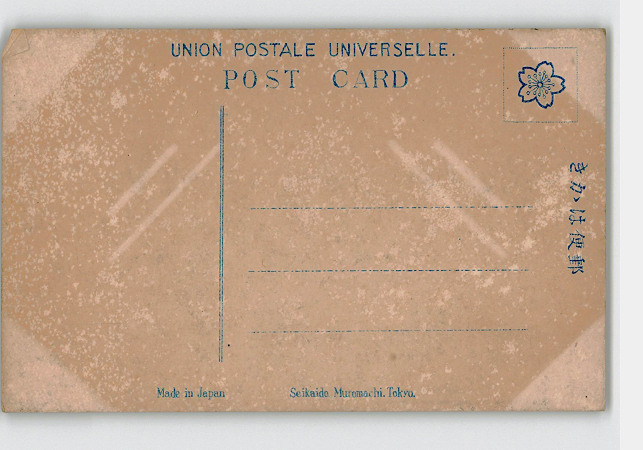 UNION POSTALE UNIVERSELLE.
POST CARD
郵便はかき
Made in Japan
Seikaido Muromachi. Tokyo.